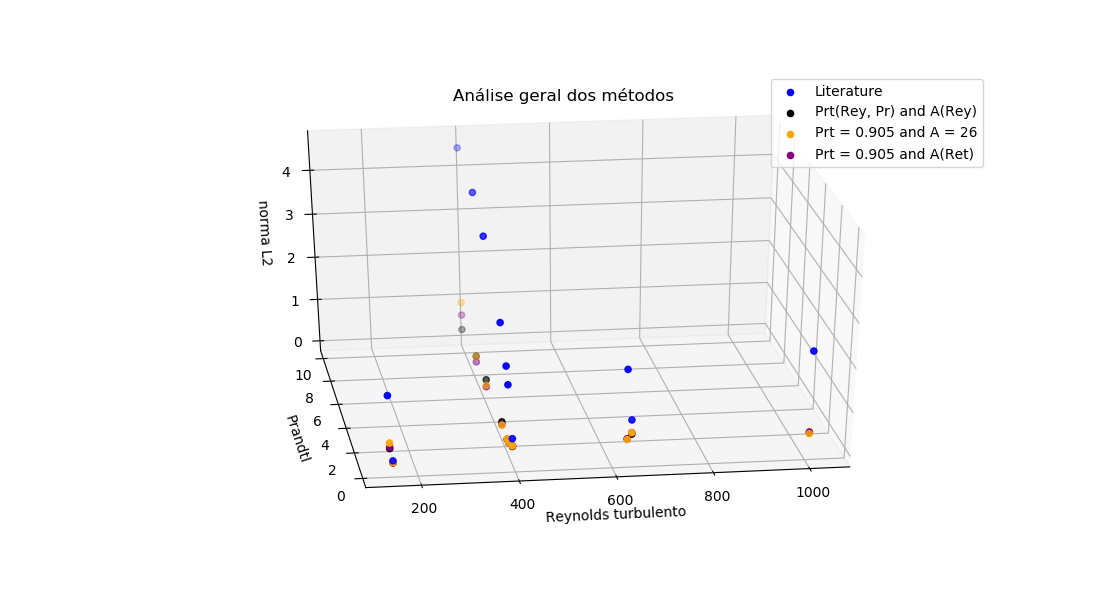 Análise geral dos métodos
Literature
Prt(Rey, Pr) and A(Rey)
Prt = 0.905 and A = 26
Prt = 0.905 and A(Ret)
4
3
2
1
0
norma L2
10
8
6
4
2
0
Prandtl
200
400
600
800
1000
Reynolds turbulento